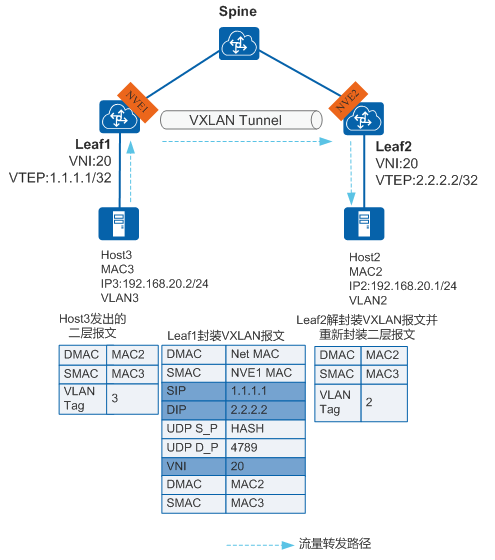 Spine
NVE1
NVE2
VXLAN Tunnel
Leaf1
VNI:20
VTEP:1.1.1.1/32
Leaf2
VNI:20
VTEP:2.2.2.2/32
Host3
MAC3
IP3:192.168.20.2/24
VLAN3
Host2
MAC2
IP2:192.168.20.1/24
VLAN2
Host3发出的
二层报文
DMAC MAC2
SMAC MAC3
VLAN Tag 3
Leaf1封装VXLAN报文
DMAC Net MAC
SMAC NVE1 MAC
SIP 1.1.1.1
DIP 2.2.2.2
UDP S_P HASH
UDP D_P 4789
VNI 20
DMAC MAC2
SMAC MAC3
Leaf2解封装VXLAN报文并
重新封装二层报文
DMAC MAC2
SMAC MAC3
VLAN Tag 2
流量转发路径